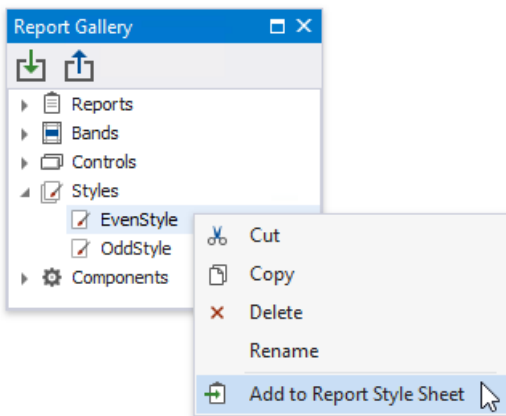 Report Gallery
Reports
Bands
Controls
Styles
EvenStyle
OddStyle
Components
Cut
Copy
Delete
Rename
Add to Report Style Sheet